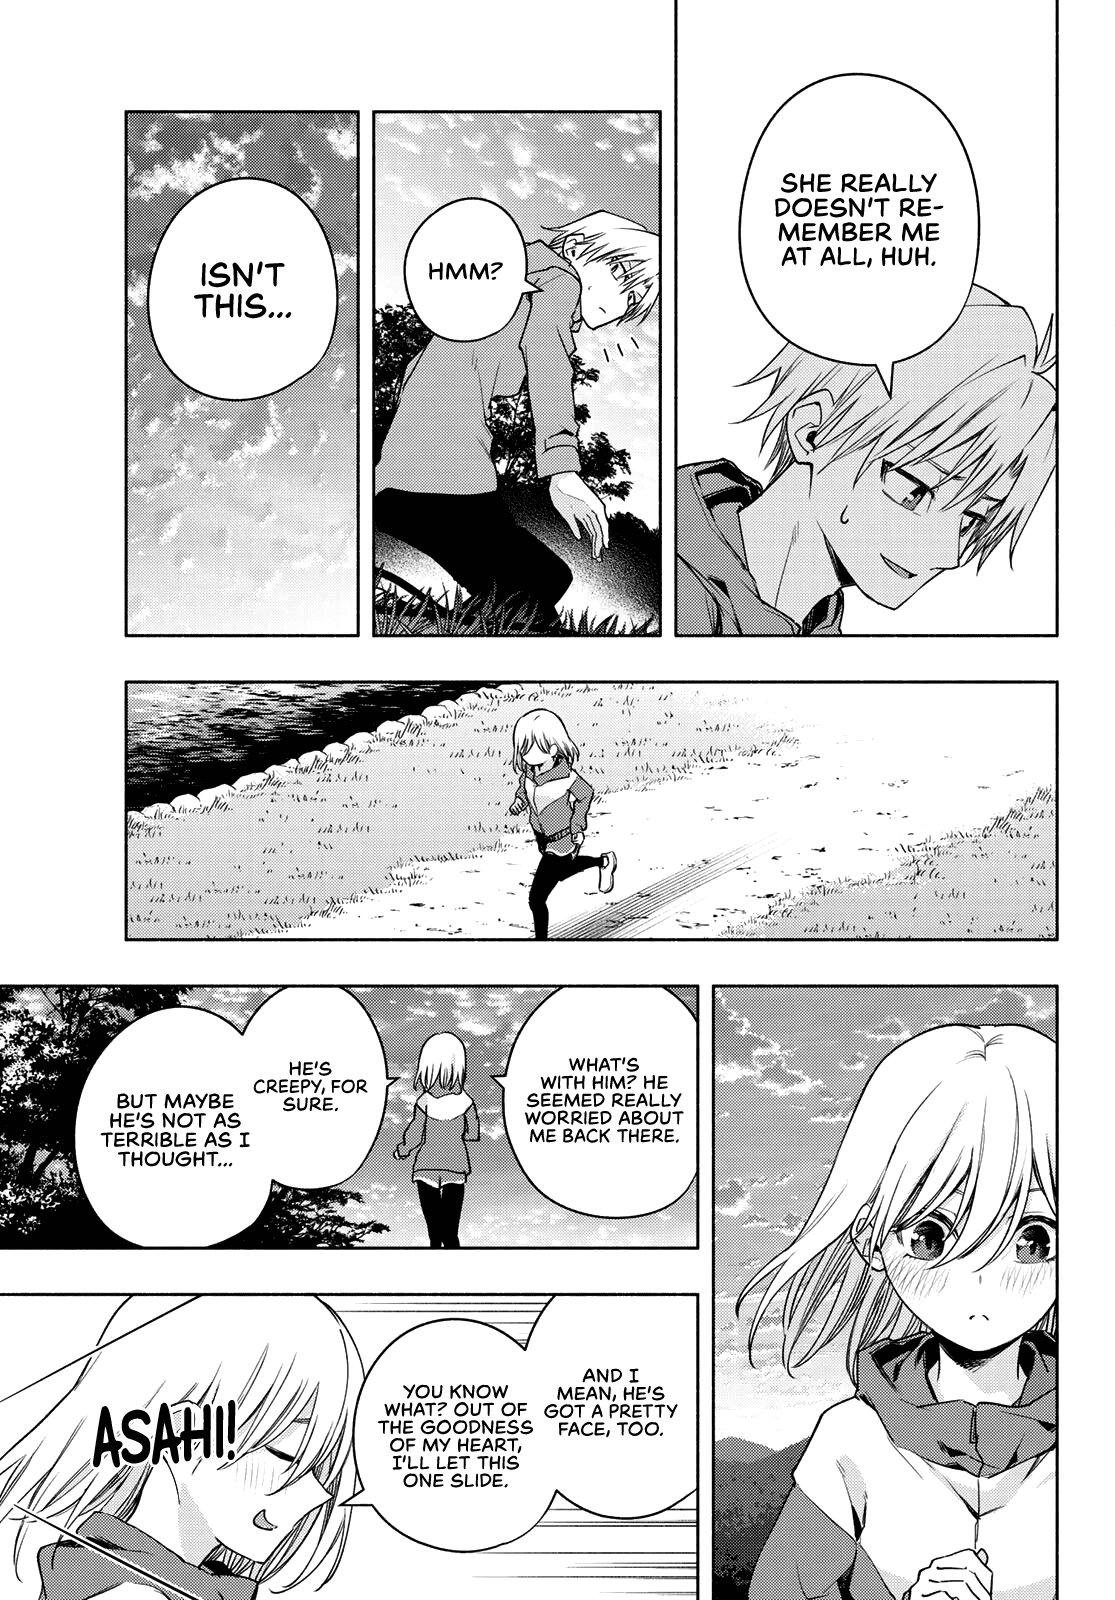 SHE REALLY
DOESN'T RE-
MEMBER ME
AT ALL, HUH.
HMM?
ISN'T
THIS...
WHAT'S
WITH HIM? HE
SEEMED REALLY
WORRIED ABOUT
ME BACK THERE.
HE'S
CREEPY, FOR
SURE.
BUT MAYBE
HE'S NOT AS
TERRIBLE AS I
THOUGHT...
AND I
MEAN, HE'S
GOT A PRETTY
FACE, TOO.
YOU KNOW
WHAT? OUT OF
THE GOODNESS
OF MY HEART,
I'LL LET THIS
ONE SLIDE.
ASAHI!